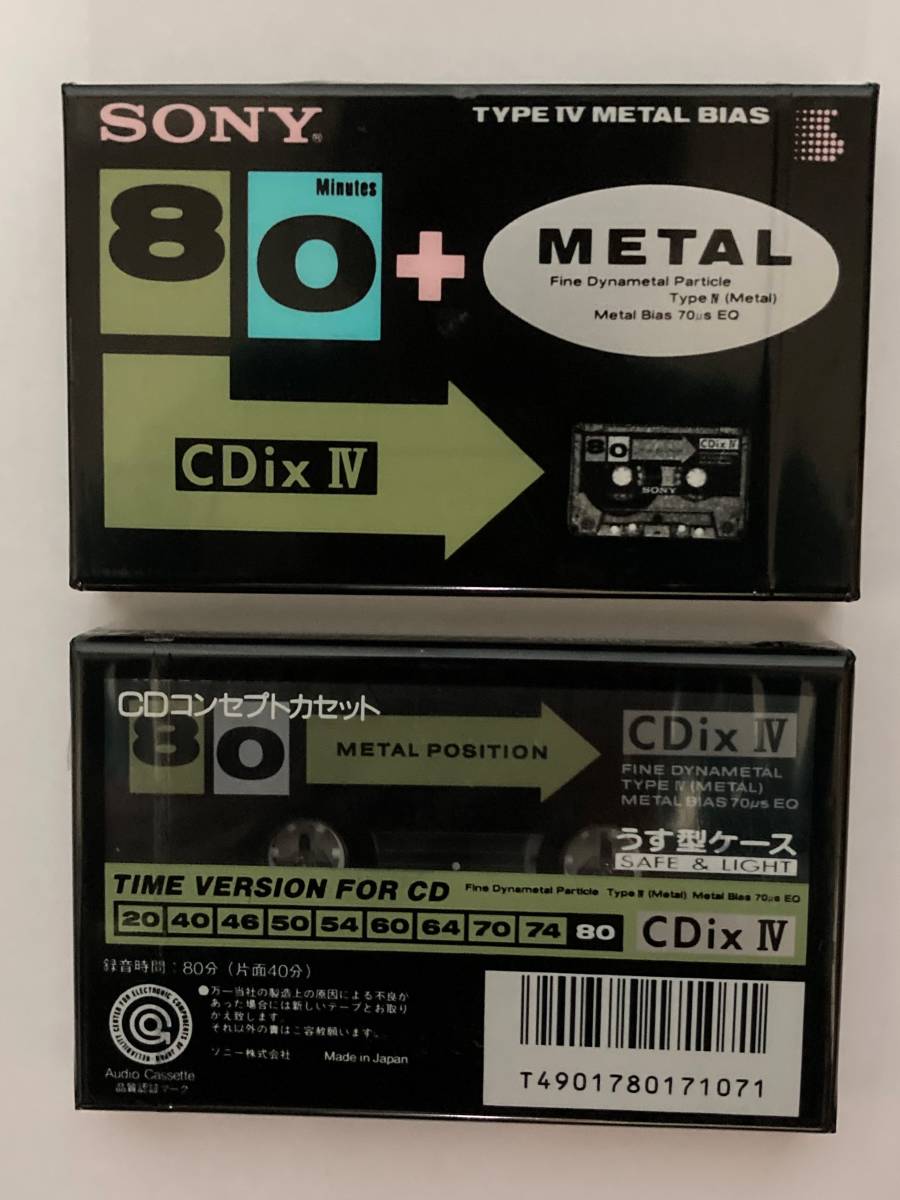 SONY®
TYPE IV METAL BIAS
80
Minutes
+
METAL
Fine Dynametal Particle
Type Ⅳ (Metal)
Metal Bias 70μs EQ
CDix Ⅳ
80
CDix Ⅳ
SONY
CDコンセプトカセット
80
METAL POSITION
CDix Ⅳ
FINE DYNAMETAL
TYPE Ⅳ (METAL)
METAL BIAS 70μs EQ
うす型ケース
SAFE & LIGHT
TIME VERSION FOR CD Fine Dynametal Particle Type Ⅳ (Metal) Metal Bias 70μs EQ
20 40 46 50 54 60 64 70 74 80 CDix Ⅳ
録音時間:80分(片面40分)
●万一当社の製造上の原因による不良が
あった場合には新しいテープとお取り
かえ致します。
それ以外の責はご容赦願います。
ソニー株式会社 Made in Japan
RELIABILITY CENTER FOR ELECTRONIC COMPONENTS OF JAPAN
Audio Cassette
品質認証マーク
T4901780171071